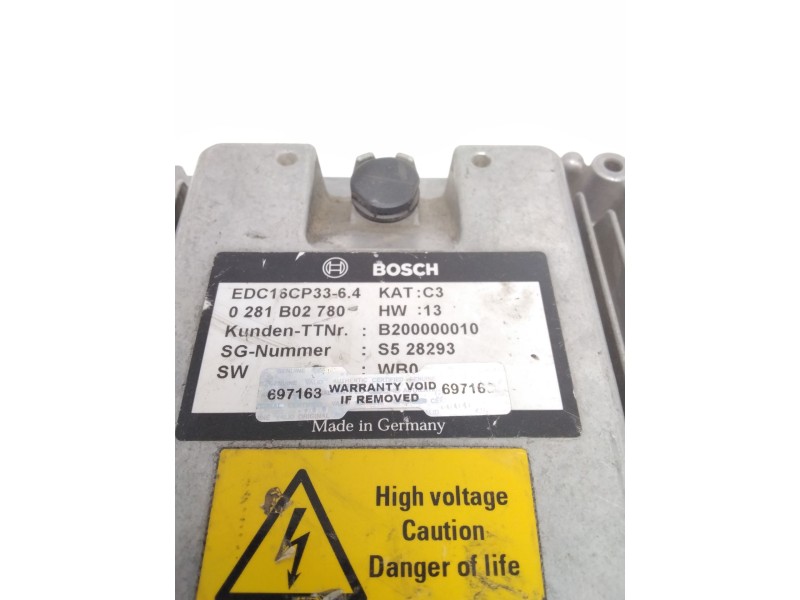 BOSCH
EDC16CP33-6.4 KAT :C3
0 281 B02 780 HW :13
Kunden-TTNr. : B200000010
SG-Nummer : S5 28293
SW : WB0
697163 WARRANTY VOID IF REMOVED 69716
Made in Germany
High voltage
Caution
Danger of life